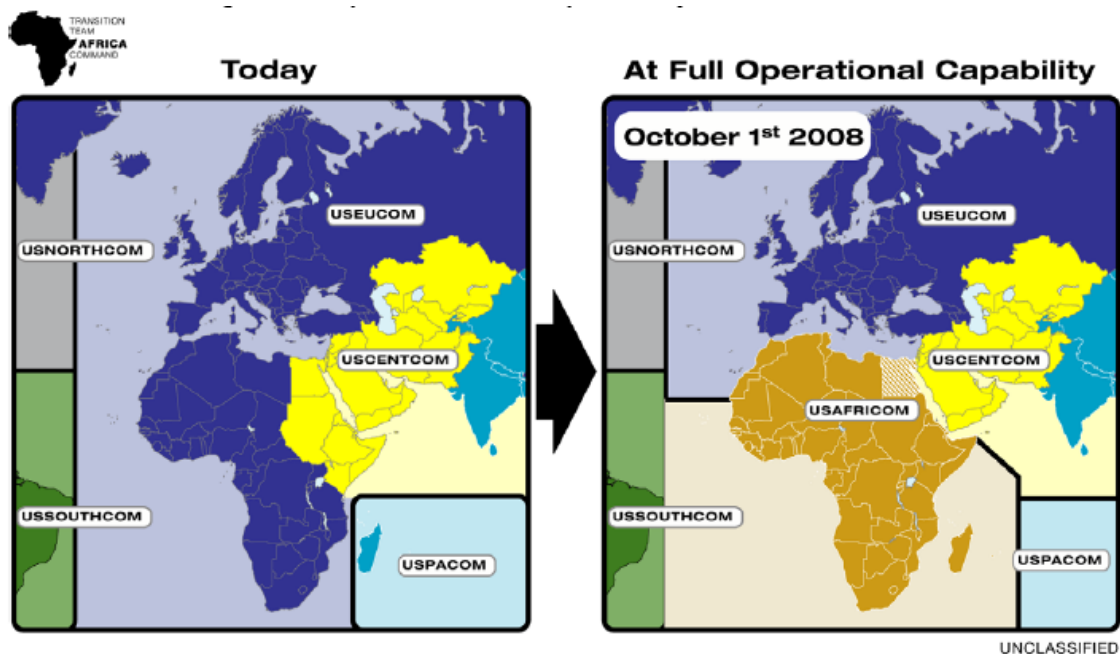 TRANSITION
TEAM
AFRICA
COMMAND
Today
USEUCOM
USNORTHCOM
USCENTCOM
USSOUTHCOM
USPACOM
At Full Operational Capability
October 1st 2008
USEUCOM
USNORTHCOM
USCENTCOM
USAFRICOM
USSOUTHCOM
USPACOM
UNCLASSIFIED